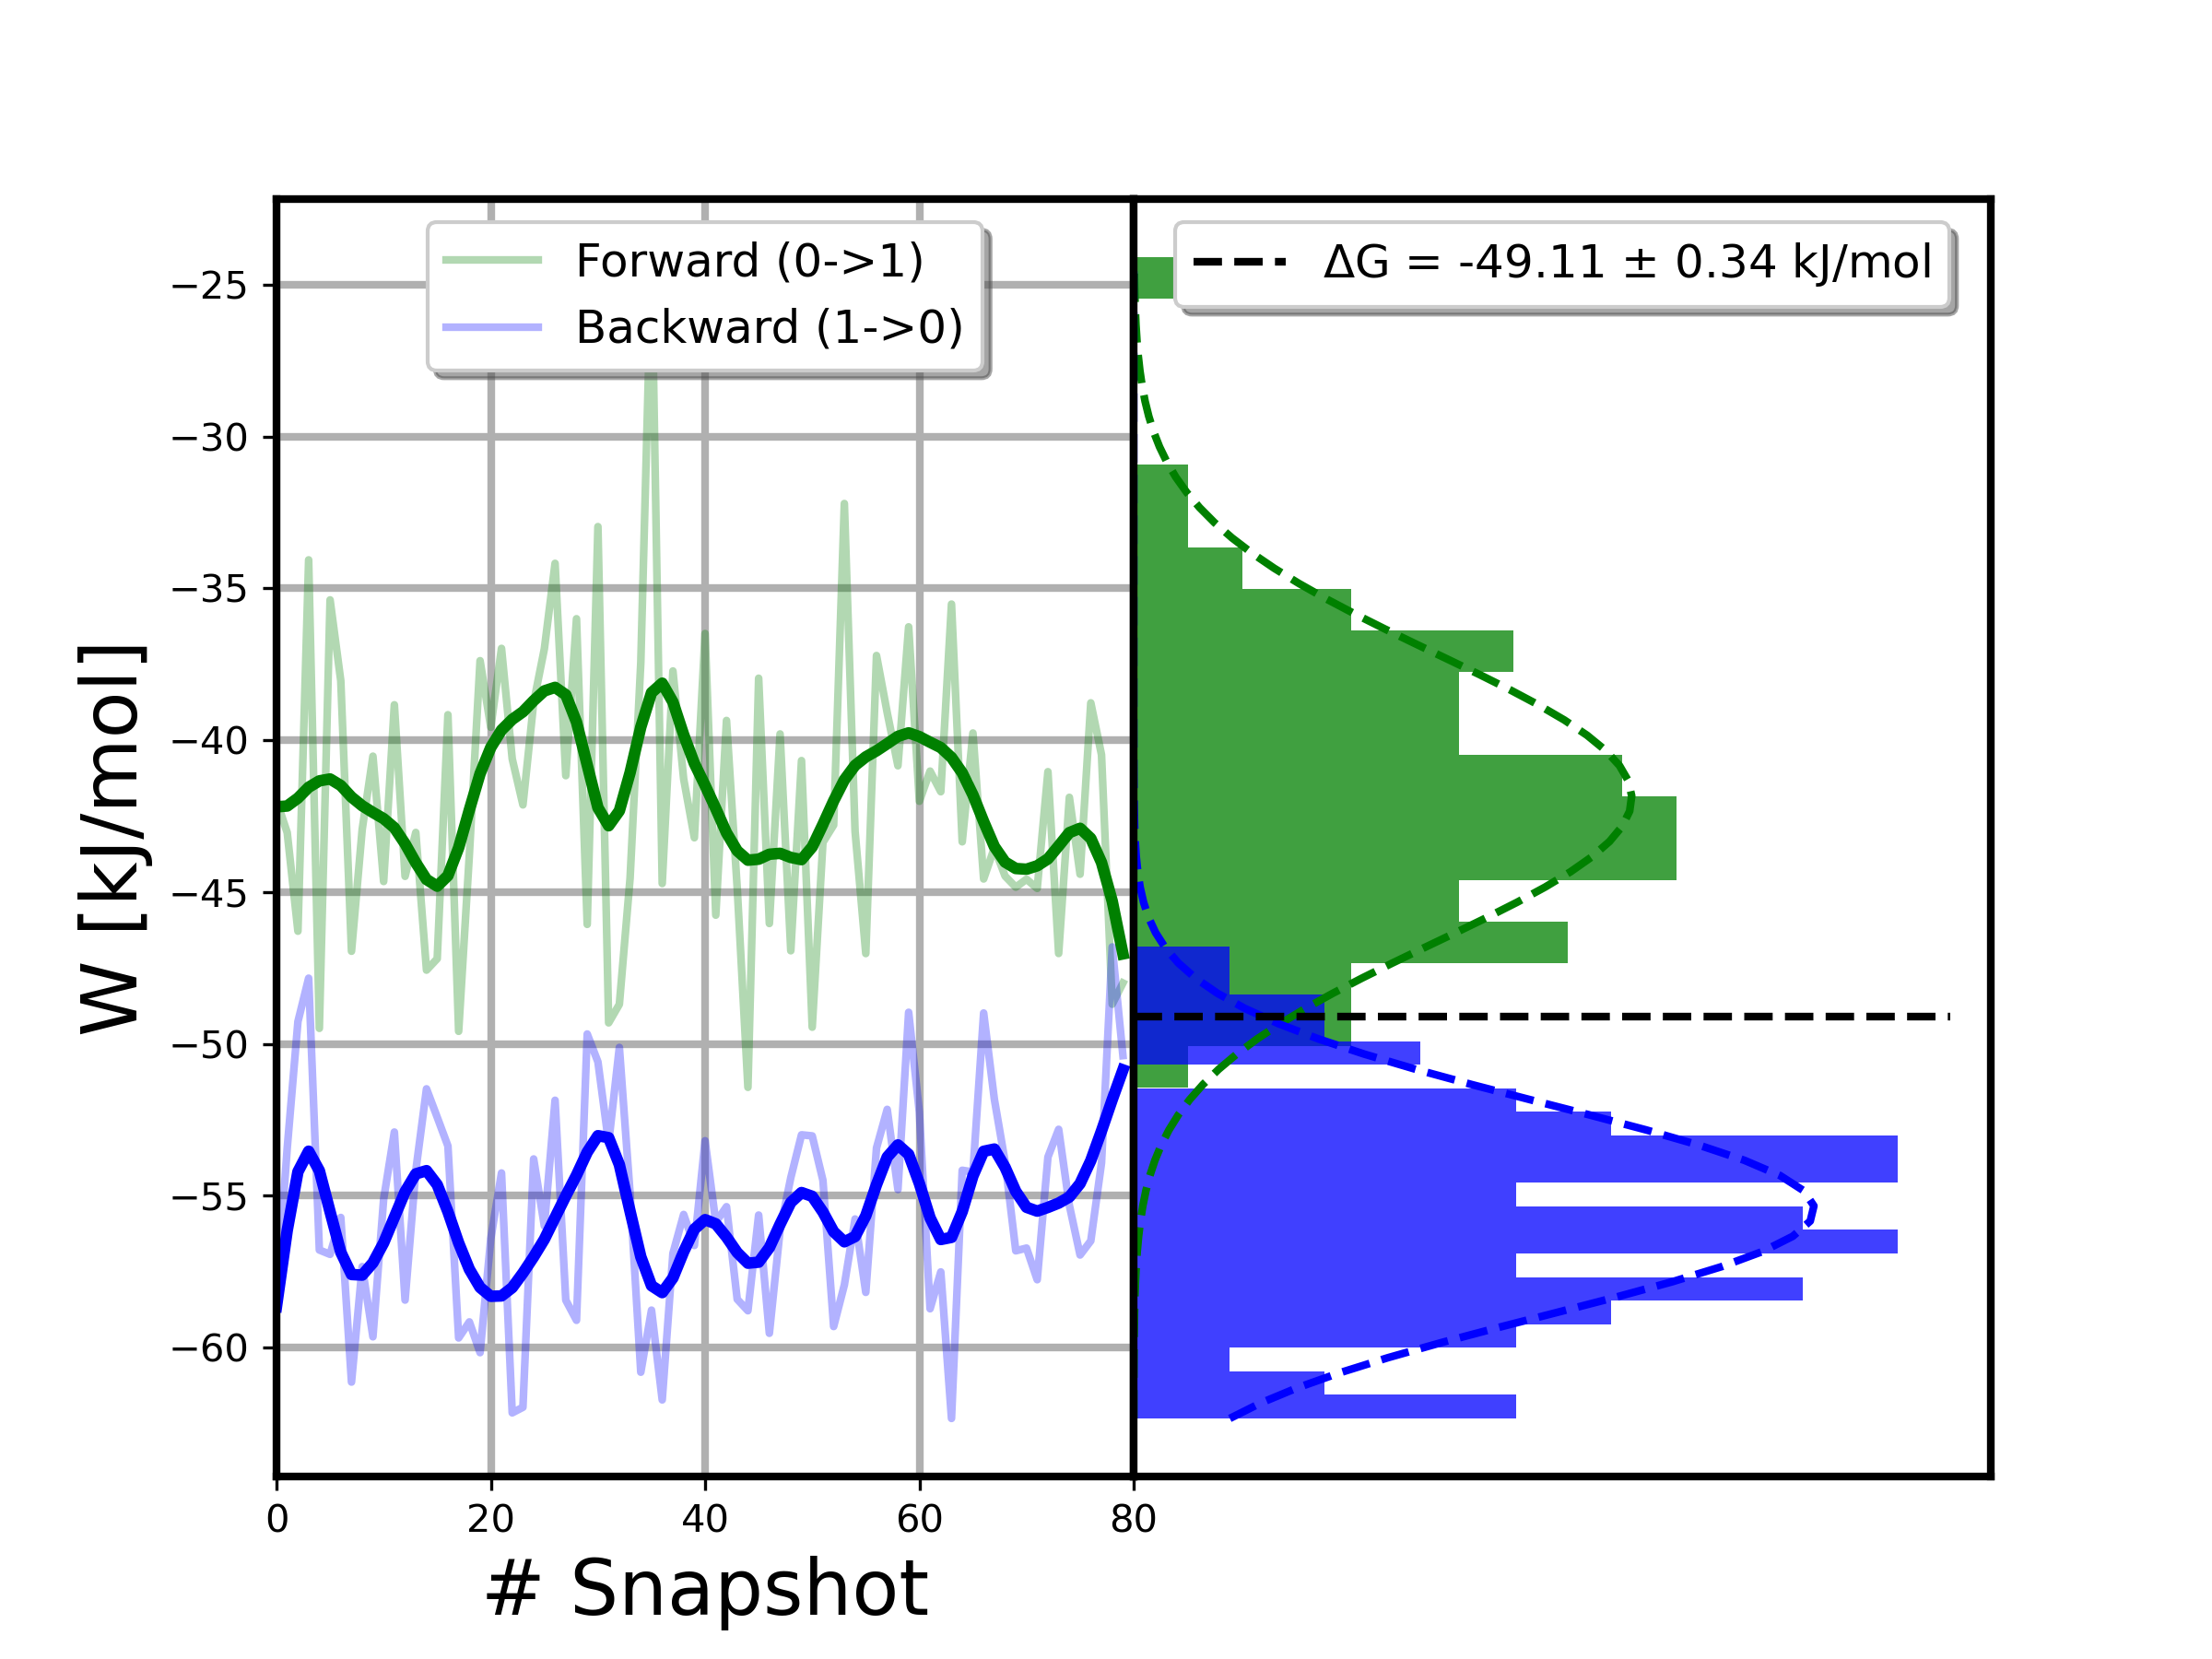 Forward (0->1)
Backward (1->0)
ΔG = -49.11 ± 0.34 kJ/mol
W [kJ/mol]
−25
−30
−35
−40
−45
−50
−55
−60
0 20 40 60 80
# Snapshot